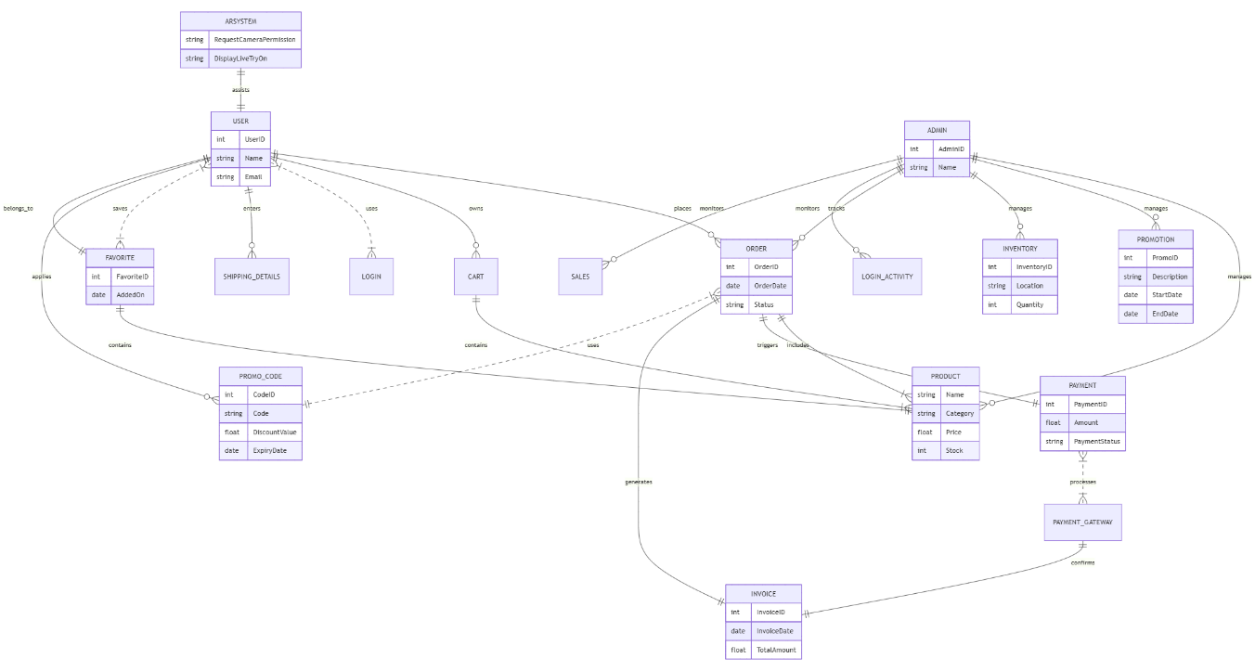 ARSYSTEM
string RequestCameraPermission
string DisplayLiveTryOn
assists
USER
int UserID
string Name
string Email
ADMIN
int AdminID
string Name
belongs_to
saves
enters
uses
owns
places
monitors
monitors
tracks
manages
manages
FAVORITE
int FavoriteID
date AddedOn
SHIPPING_DETAILS
LOGIN
CART
SALES
ORDER
int OrderID
date OrderDate
string Status
LOGIN_ACTIVITY
INVENTORY
int InventoryID
string Location
int Quantity
PROMOTION
int PromoID
string Description
date StartDate
date EndDate
applies
manages
contains
contains
uses
triggers
includes
PROMO_CODE
int CodeID
string Code
float DiscountValue
date ExpiryDate
PRODUCT
string Name
string Category
float Price
int Stock
PAYMENT
int PaymentID
float Amount
string PaymentStatus
generates
processes
PAYMENT_GATEWAY
confirms
INVOICE
int InvoiceID
date InvoiceDate
float TotalAmount